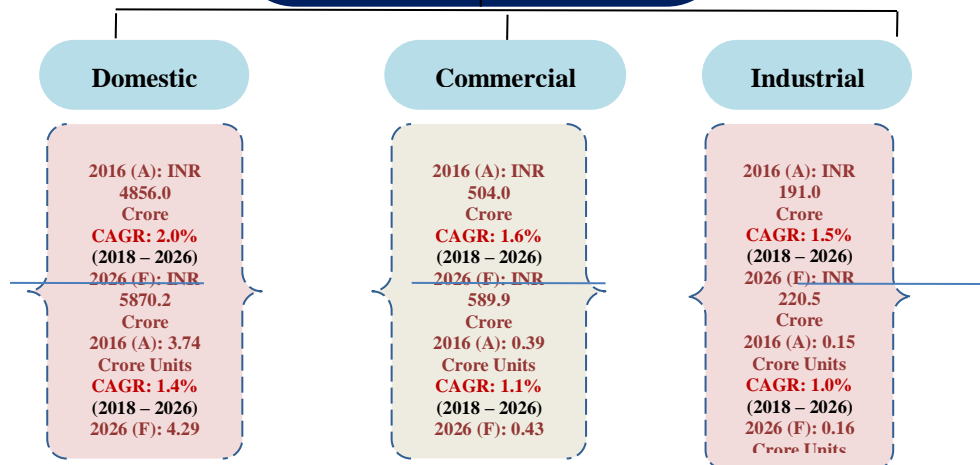 Domestic
Commercial
Industrial
2016 (A): INR
4856.0
Crore
CAGR: 2.0%
(2018 – 2026)
2026 (F): INR
5870.2
Crore
2016 (A): 3.74
Crore Units
CAGR: 1.4%
(2018 – 2026)
2026 (F): 4.29
2016 (A): INR
504.0
Crore
CAGR: 1.6%
(2018 – 2026)
2026 (F): INR
589.9
Crore
2016 (A): 0.39
Crore Units
CAGR: 1.1%
(2018 – 2026)
2026 (F): 0.43
2016 (A): INR
191.0
Crore
CAGR: 1.5%
(2018 – 2026)
2026 (F): INR
220.5
Crore
2016 (A): 0.15
Crore Units
CAGR: 1.0%
(2018 – 2026)
2026 (F): 0.16
Crore Units